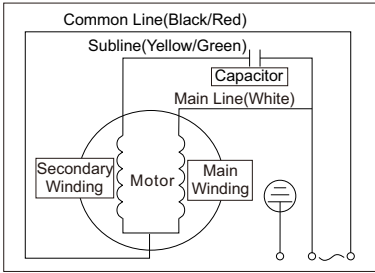 Common Line(Black/Red)
Subline(Yellow/Green)
Capacitor
Main Line(White)
Secondary
Winding
Motor
Main
Winding